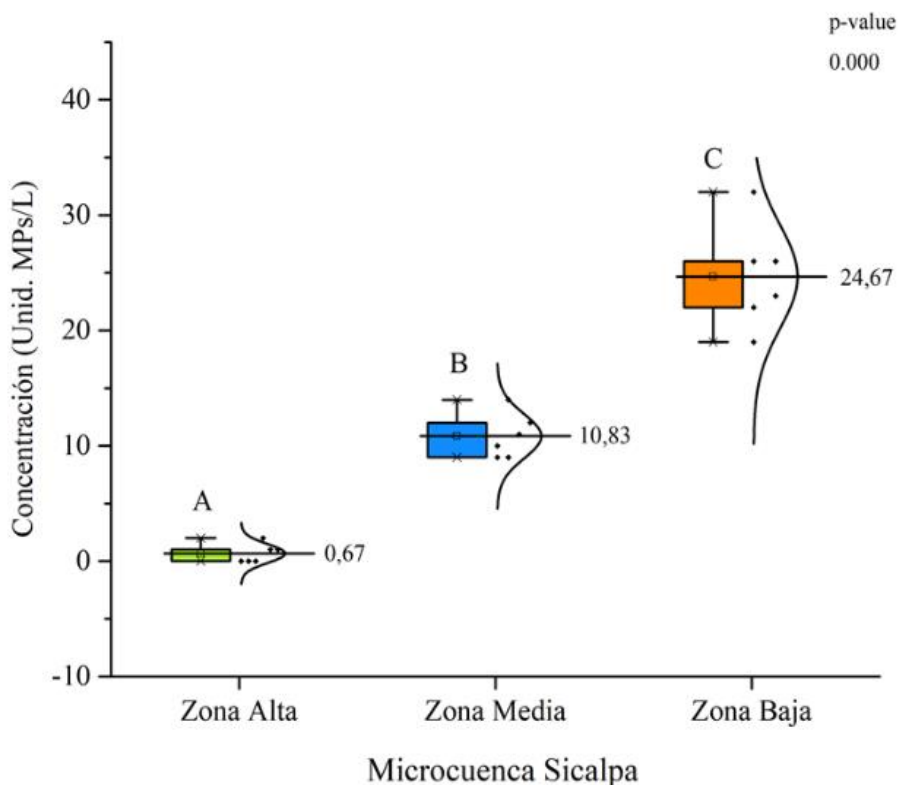 p-value
0.000
Concentración (Unid. MPs/L)
40
30
20
10
0
-10
A
B
C
0,67
10,83
24,67
Zona Alta
Zona Media
Zona Baja
Microcuenca Sicalpa